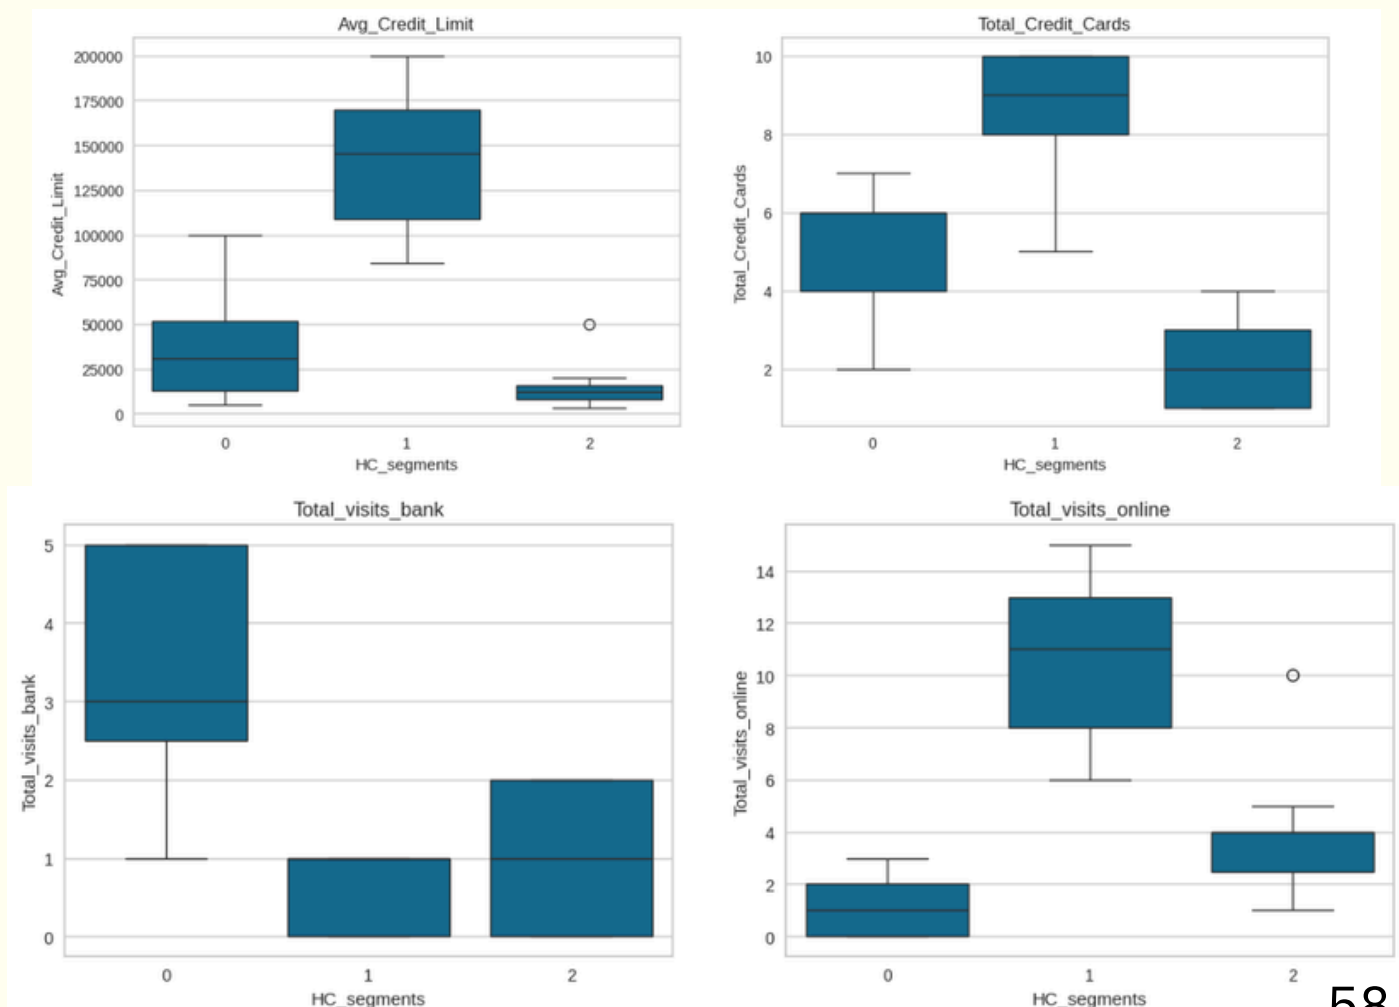 Avg_Credit_Limit
Avg_Credit_Limit
200000
175000
150000
125000
100000
75000
50000
25000
0
0 1 2
HC_segments
Total_Credit_Cards
Total_Credit_Cards
10
8
6
4
2
0 1 2
HC_segments
Total_visits_bank
Total_visits_bank
5
4
3
2
1
0
0 1 2
HC_segments
Total_visits_online
Total_visits_online
14
12
10
8
6
4
2
0
0 1 2
HC_segments
58